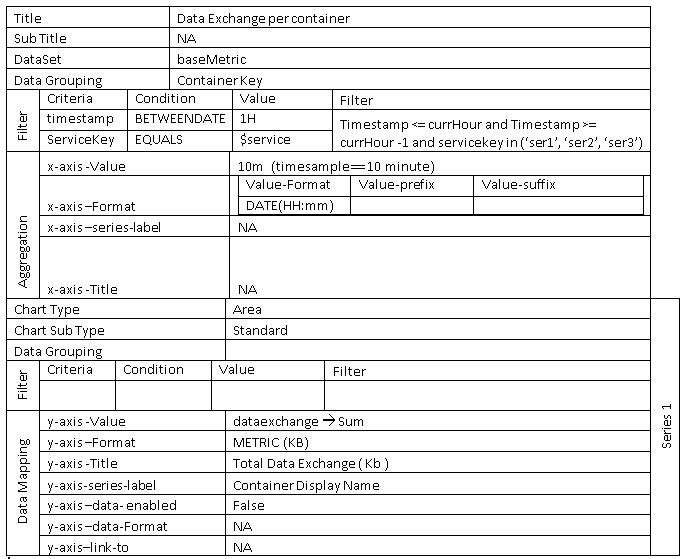 Title Data Exchange per container
Sub Title NA
DataSet baseMetric
Data Grouping Container Key
Filter
Criteria Condition Value Filter
timestamp BETWEENDATE 1H
ServiceKey EQUALS $service
Timestamp <= currHour and Timestamp >=
currHour -1 and servicekey in (‘ser1’, ‘ser2’, ‘ser3’)
Aggregation
x-axis -Value 10m (timesample==10 minute)
x-axis –Format
Value-Format Value-prefix Value-suffix
DATE(HH:mm)
x-axis –series-label NA
x-axis -Title NA
Series 1
Chart Type Area
Chart Sub Type Standard
Data Grouping
Filter
Criteria Condition Value Filter
Data Mapping
y-axis -Value dataexchange → Sum
y-axis –Format METRIC (KB)
y-axis -Title Total Data Exchange ( Kb )
y-axis-series-label Container Display Name
y-axis –data- enabled False
y-axis –data-Format NA
y-axis–link-to NA